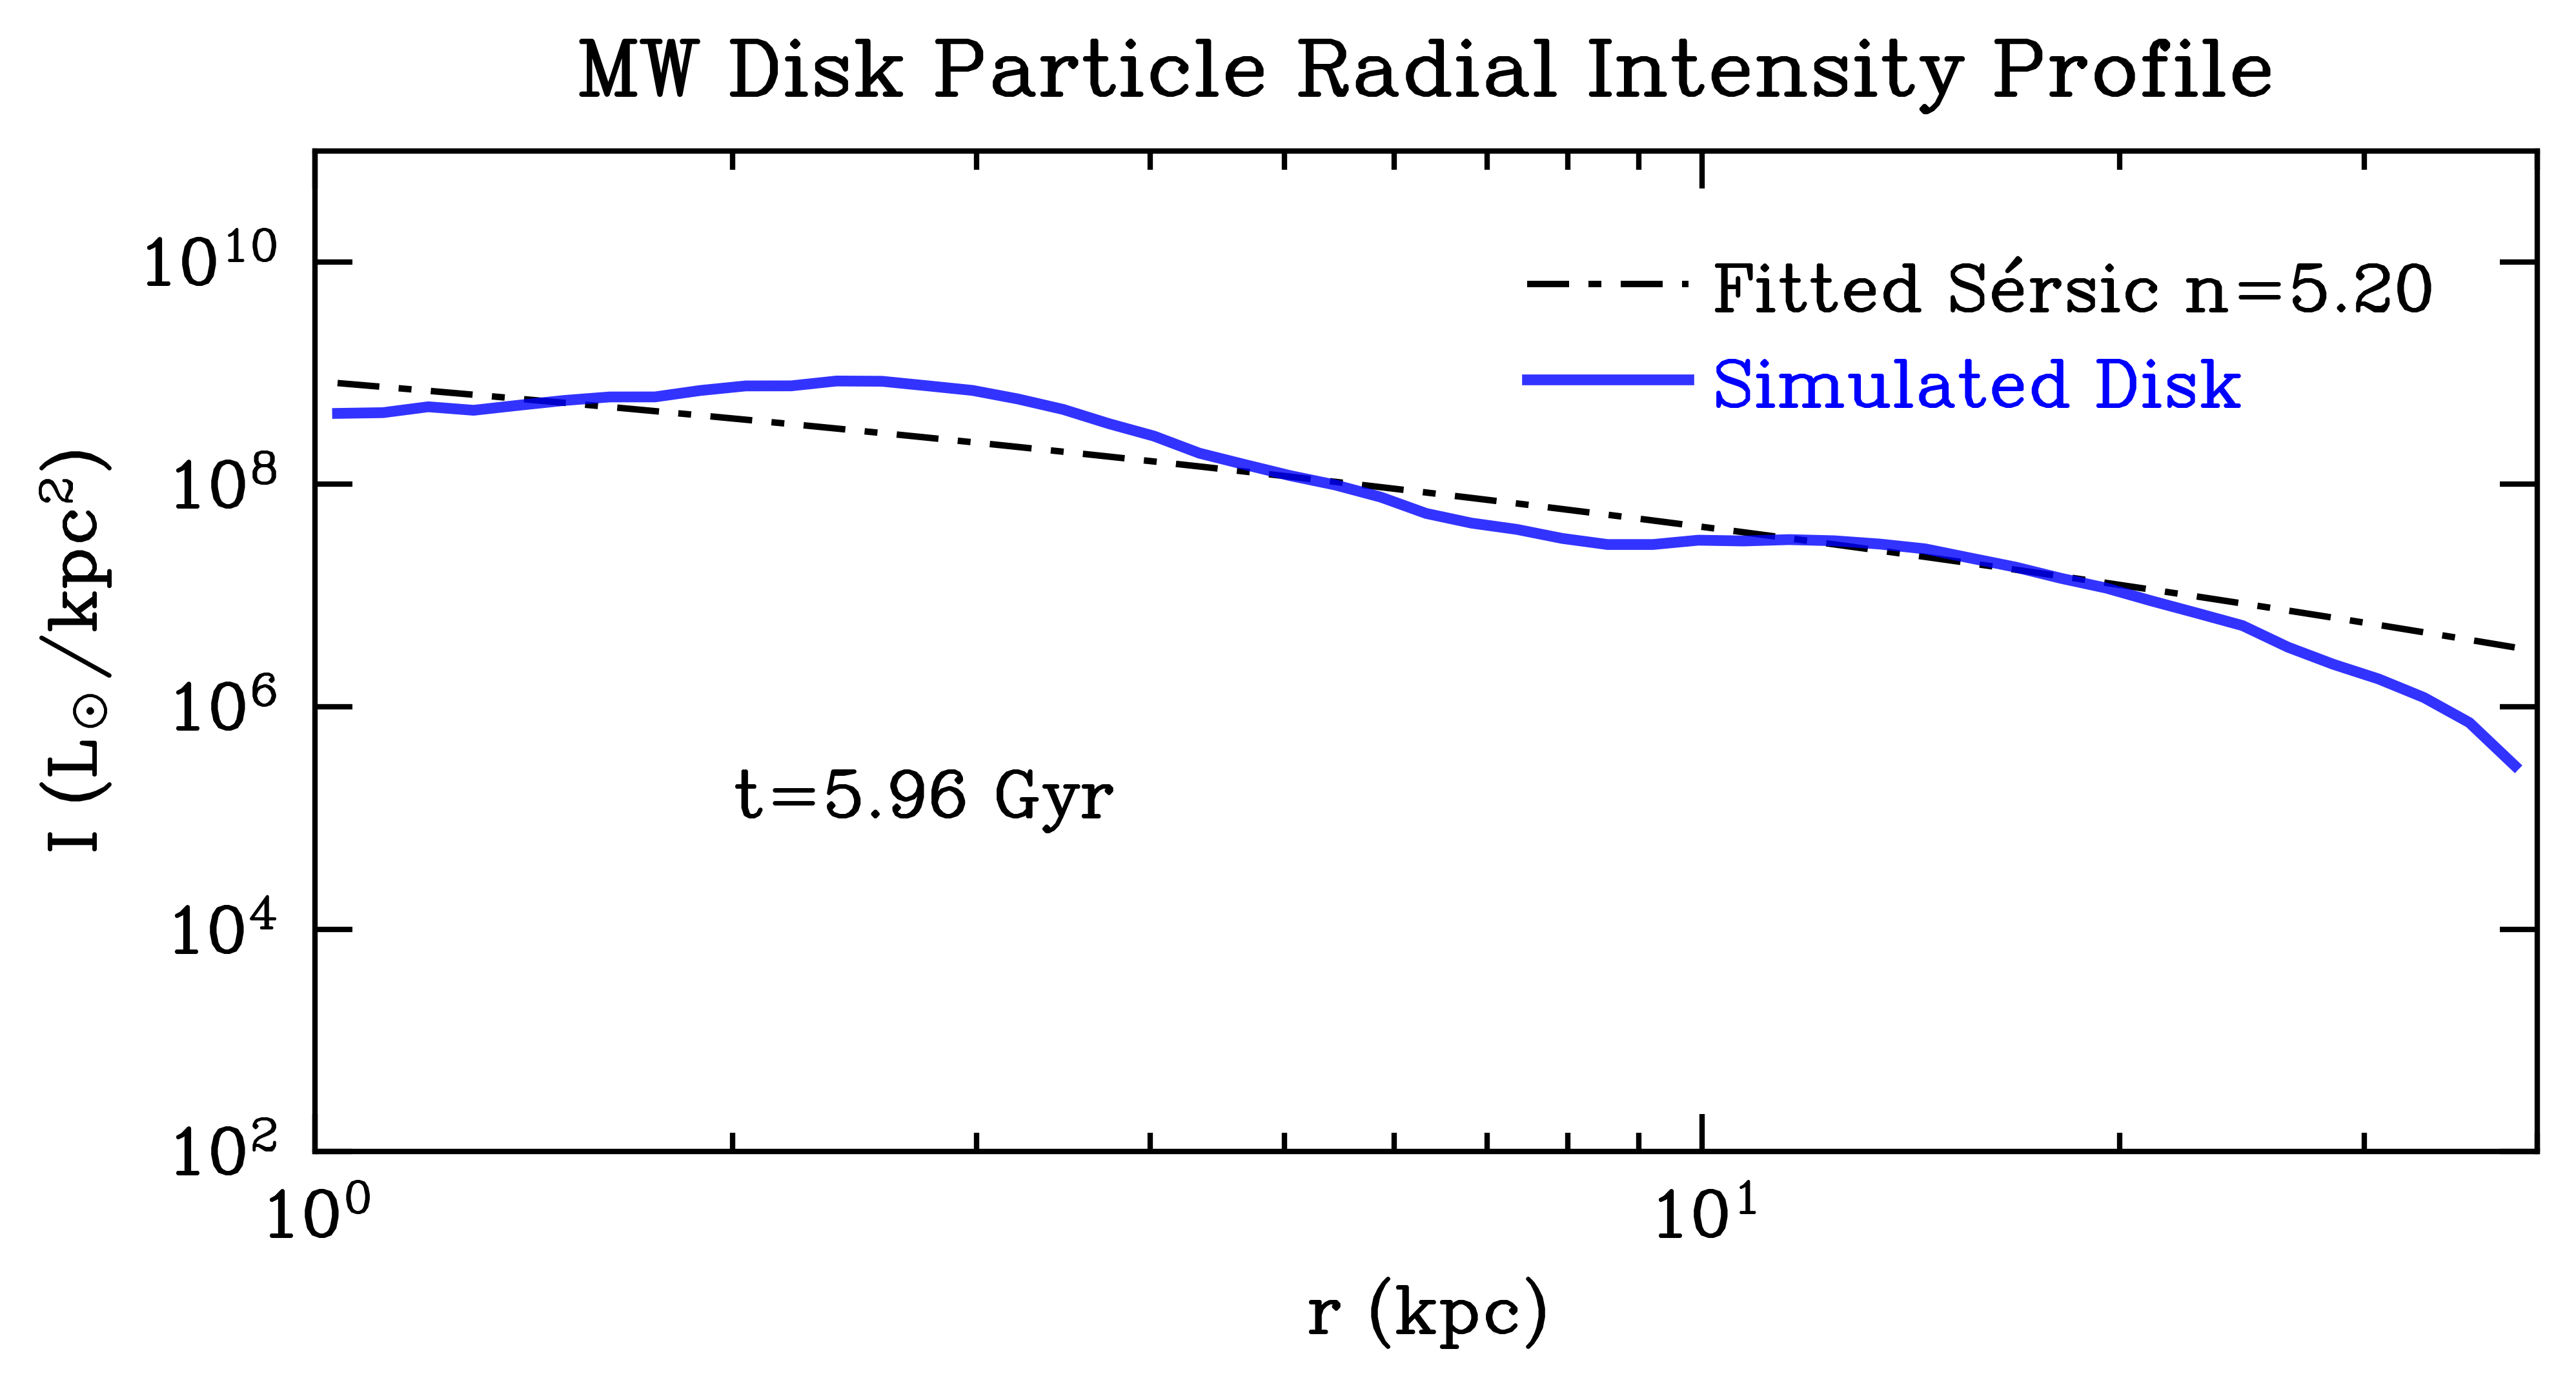 MW Disk Particle Radial Intensity Profile
10¹⁰
10⁸
10⁶
10⁴
10²
I (L⊙/kpc²)
Fitted Sérsic n=5.20
Simulated Disk
t=5.96 Gyr
10⁰ 10¹
r (kpc)